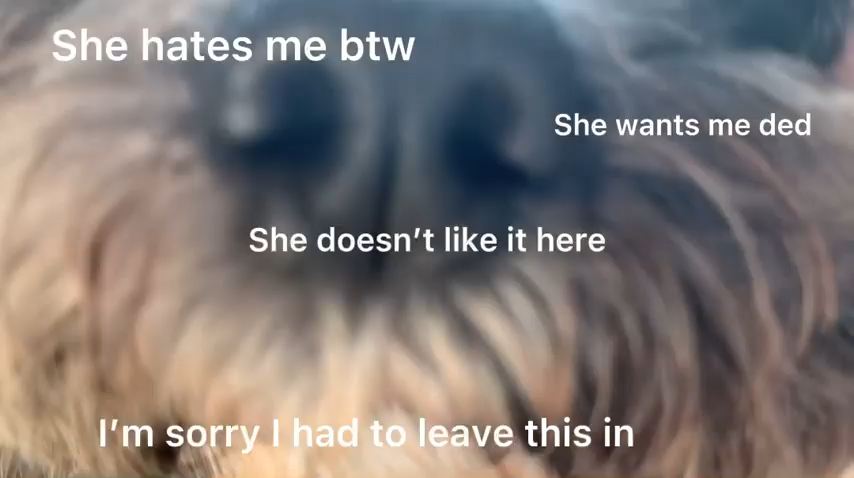 She hates me btw
She wants me ded
She doesn’t like it here
I’m sorry I had to leave this in